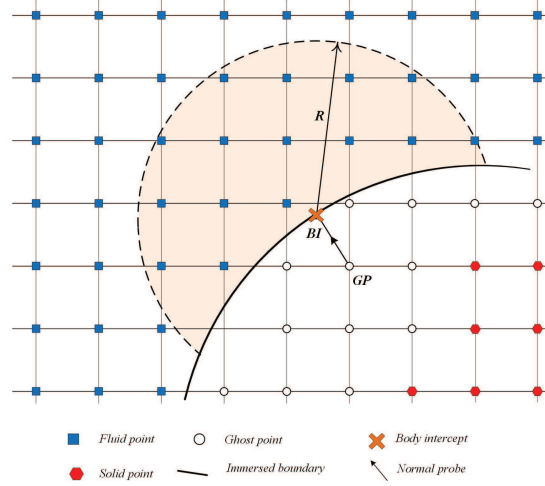 R
BI
GP
Fluid point Ghost point Body intercept
Solid point Immersed boundary Normal probe